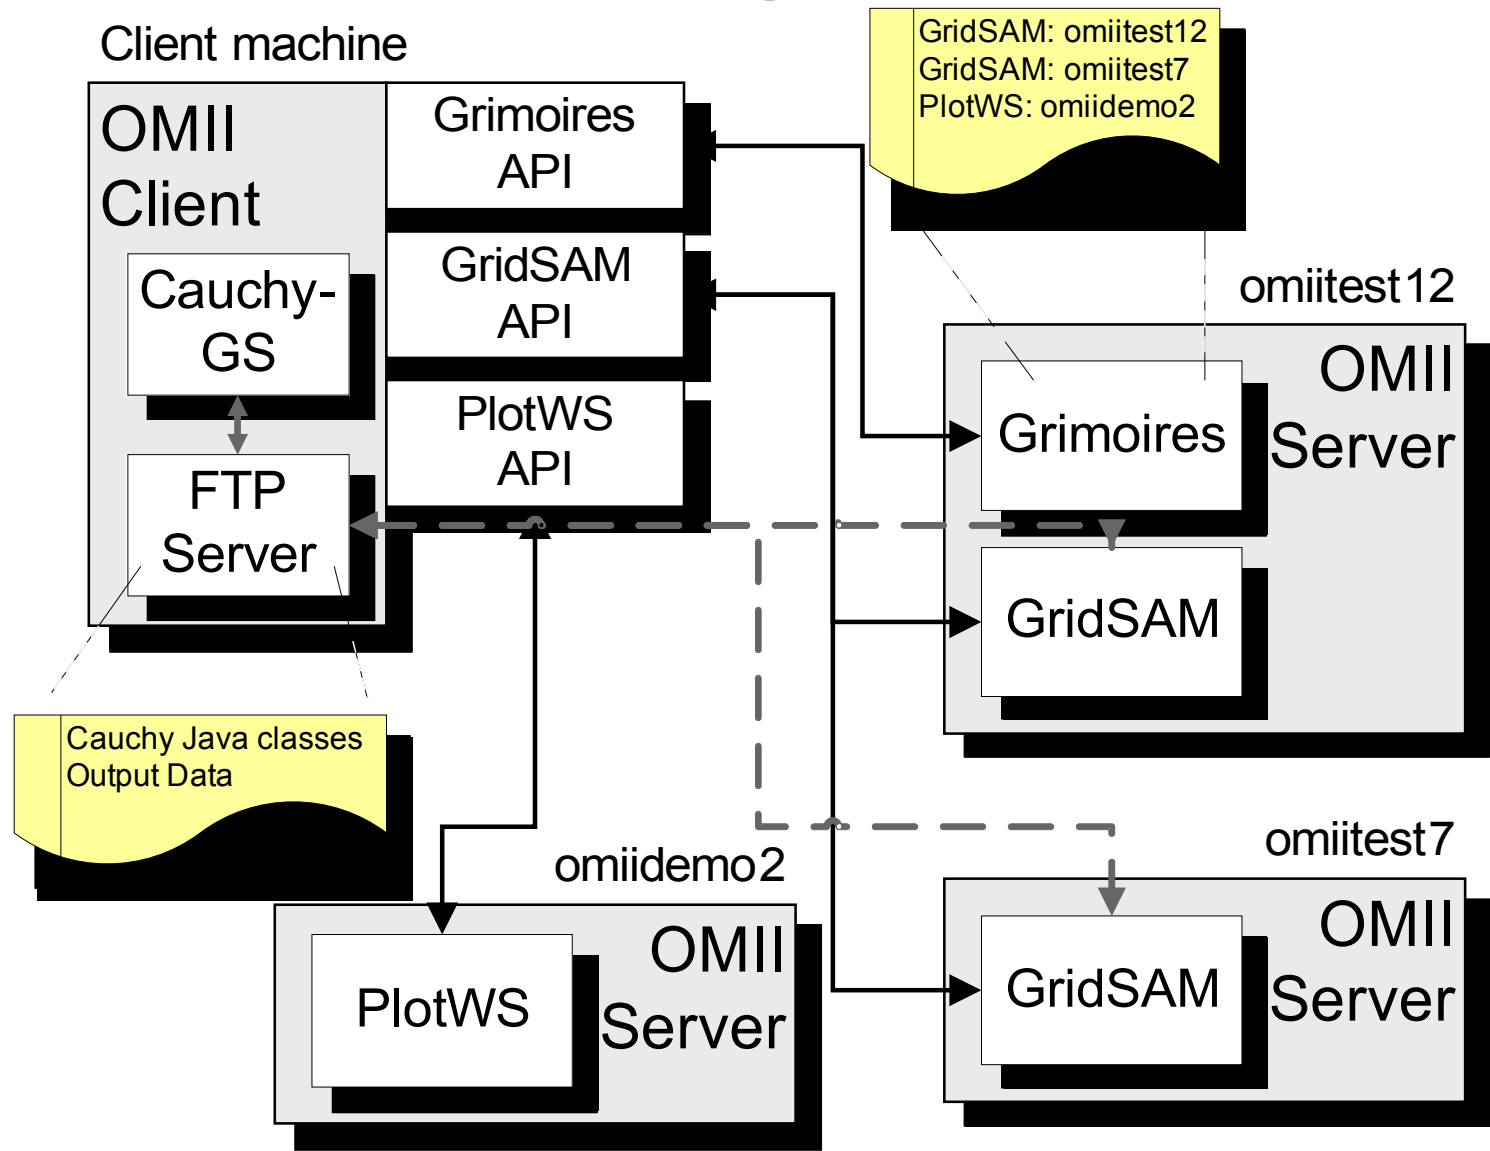 Client machine
OMII
Client
Grimoires
API
GridSAM
API
PlotWS
API
Cauchy-
GS
FTP
Server
Cauchy Java classes
Output Data
GridSAM: omiitest12
GridSAM: omiitest7
PlotWS: omiidemo2
omiitest12
OMII
Server
Grimoires
GridSAM
omiidemo2
OMII
Server
PlotWS
omiitest7
OMII
Server
GridSAM